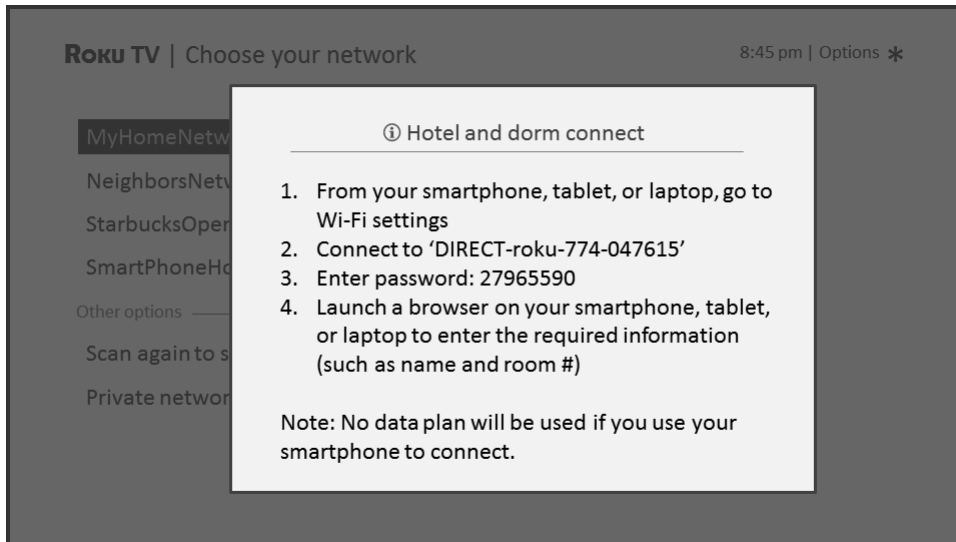 ROKU TV | Choose your network
8:45 pm | Options *
MyHomeNetw
NeighborsNetw
StarbucksOper
SmartPhoneHo
Other options
Scan again to s
Private networ
ⓘ Hotel and dorm connect
1. From your smartphone, tablet, or laptop, go to
Wi-Fi settings
2. Connect to ‘DIRECT-roku-774-047615’
3. Enter password: 27965590
4. Launch a browser on your smartphone, tablet,
or laptop to enter the required information
(such as name and room #)
Note: No data plan will be used if you use your
smartphone to connect.